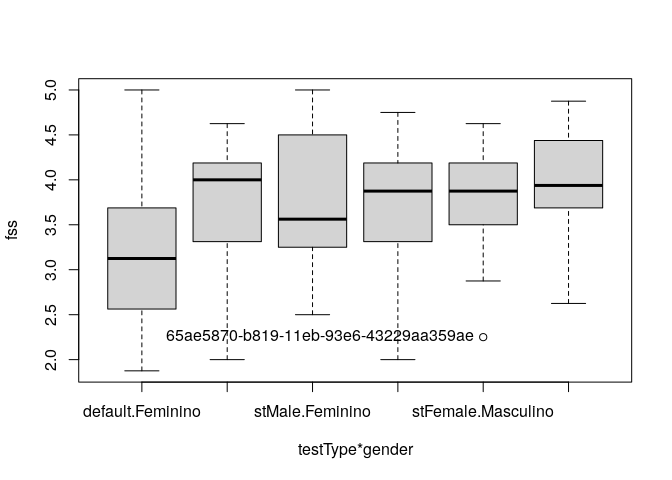 fss
5.0
4.5
4.0
3.5
3.0
2.5
2.0
65ae5870-b819-11eb-93e6-43229aa359ae
default.Feminino stMale.Feminino stFemale.Masculino
testType*gender